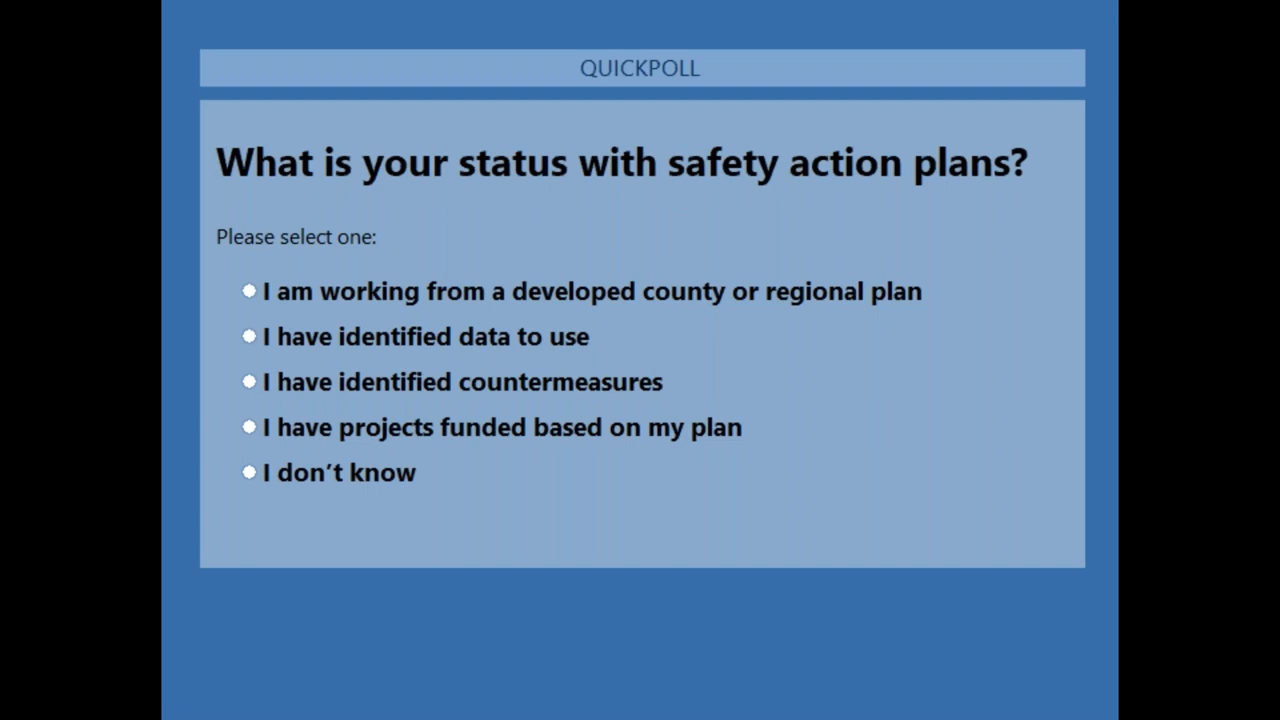 QUICKPOLL
What is your status with safety action plans?
Please select one:
I am working from a developed county or regional plan
I have identified data to use
I have identified countermeasures
I have projects funded based on my plan
I don’t know